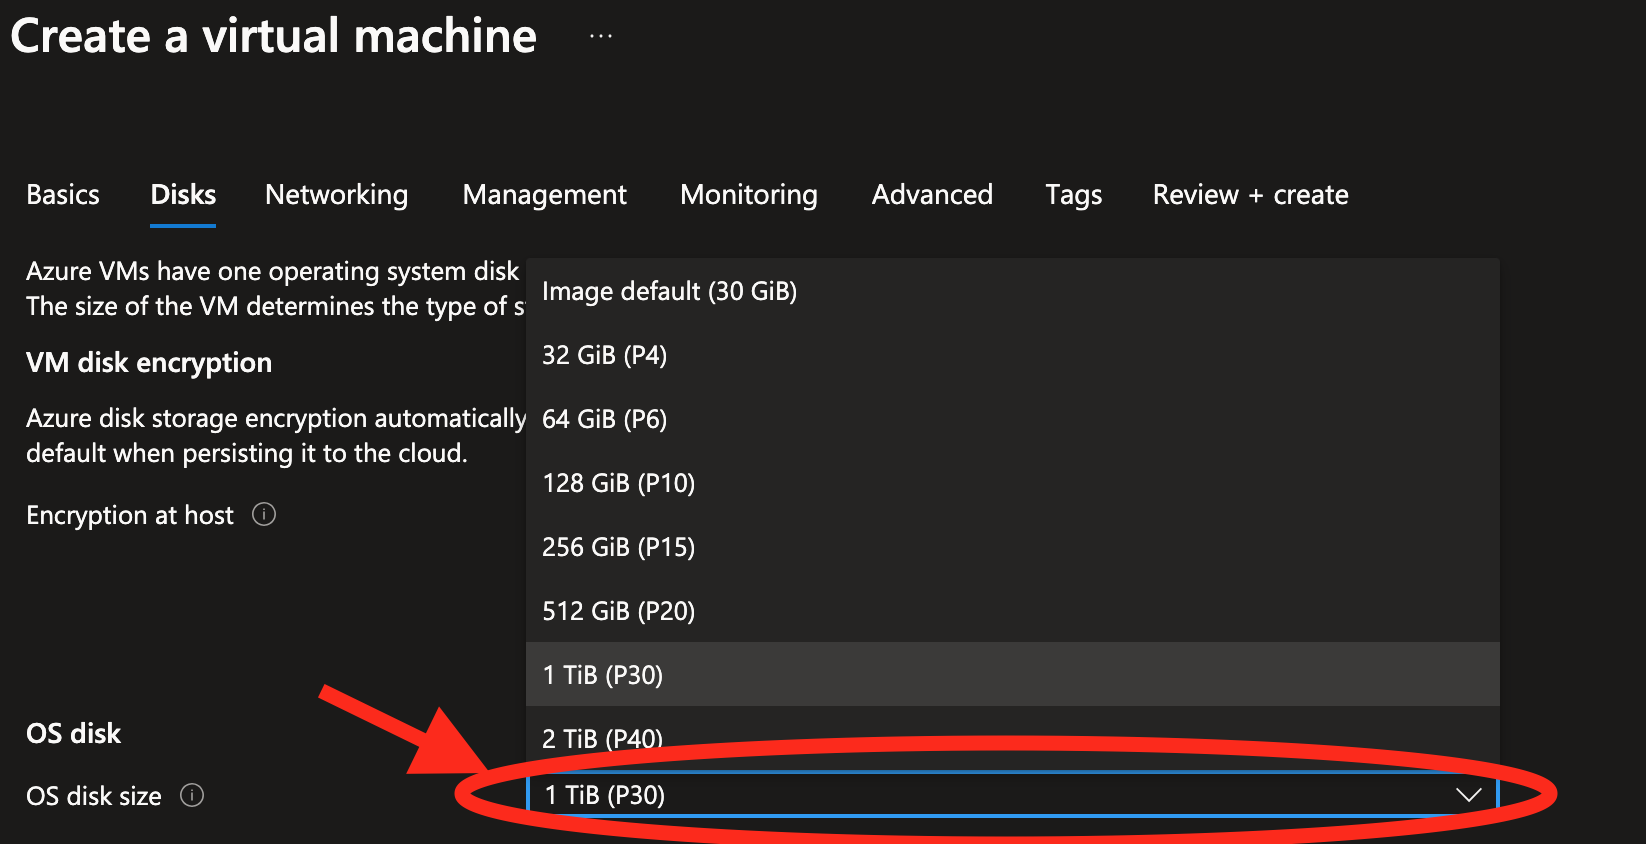 Create a virtual machine ...
Basics Disks Networking Management Monitoring Advanced Tags Review + create
Azure VMs have one operating system disk
The size of the VM determines the type of
Image default (30 GiB)
32 GiB (P4)
VM disk encryption
64 GiB (P6)
Azure disk storage encryption automatically
default when persisting it to the cloud.
128 GiB (P10)
Encryption at host
256 GiB (P15)
512 GiB (P20)
1 TiB (P30)
2 TiB (P40)
OS disk
OS disk size
1 TiB (P30)